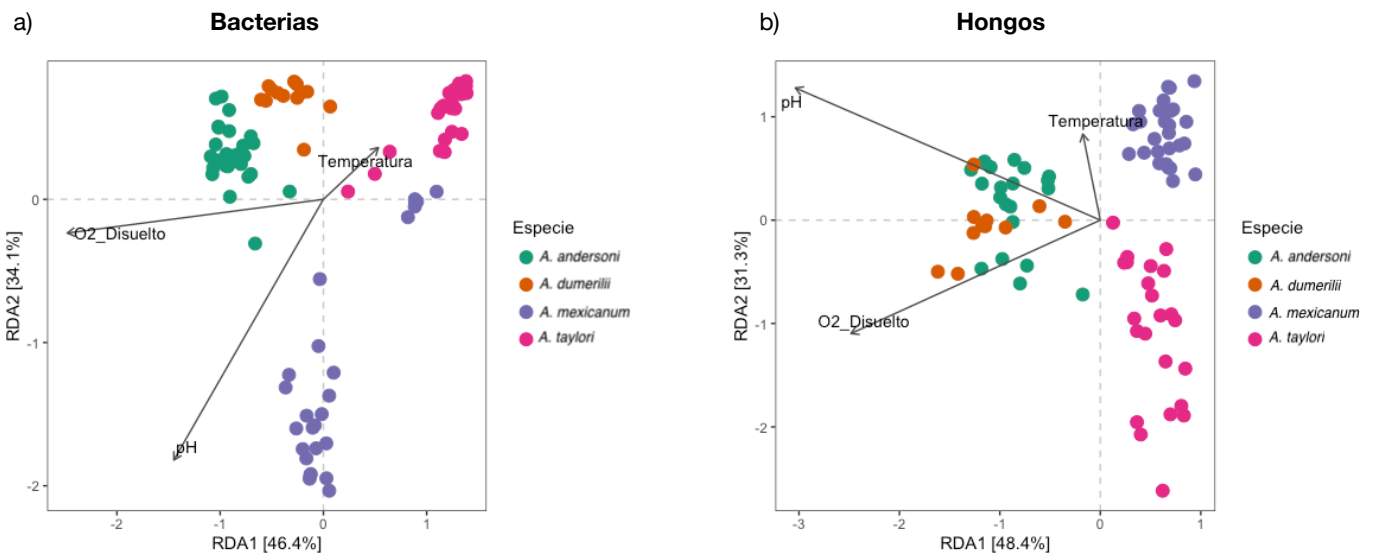 a)
Bacterias
0
-1
-2
RDA2 [34.1%]
Temperatura
O2_Disuelto
pH
-2
-1
0
1
RDA1 [46.4%]
Especie
A. andersoni
A. dumerilii
A. mexicanum
A. taylori
b)
Hongos
1
0
-1
-2
RDA2 [31.3%]
pH
Temperatura
O2_Disuelto
-3
-2
-1
0
1
RDA1 [48.4%]
Especie
A. andersoni
A. dumerilii
A. mexicanum
A. taylori